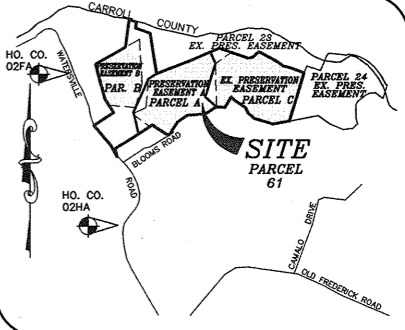 CARROLL
COUNTY
PARCEL 23
EX. PRES. EASEMENT
HO. CO.
02FA
WATERSVILLE
PRESERVATION
EASEMENT B
PAR. B
PRESERVATION
EASEMENT A
PARCEL A
EX. PRESERVATION
EASEMENT
PARCEL C
PARCEL 24
EX. PRES.
EASEMENT
BLOOMS ROAD
SITE
PARCEL
61
HO. CO.
02HA
ROAD
CAMALO DRIVE
OLD FREDERICK ROAD